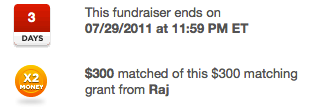 3
DAYS
This fundraiser ends on
07/29/2011 at 11:59 PM ET
X2
MONEY
$300 matched of this $300 matching
grant from Raj